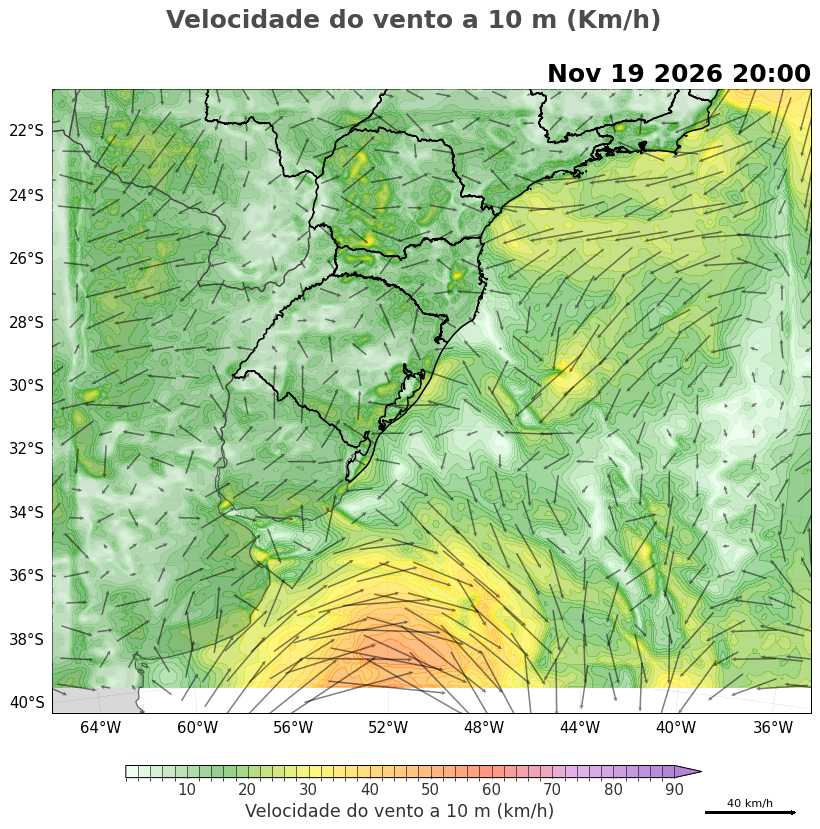 Velocidade do vento a 10 m (Km/h)
Nov 19 2026 20:00
22°S
24°S
26°S
28°S
30°S
32°S
34°S
36°S
38°S
40°S
64°W 60°W 56°W 52°W 48°W 44°W 40°W 36°W
10 20 30 40 50 60 70 80 90
Velocidade do vento a 10 m (km/h)
40 km/h